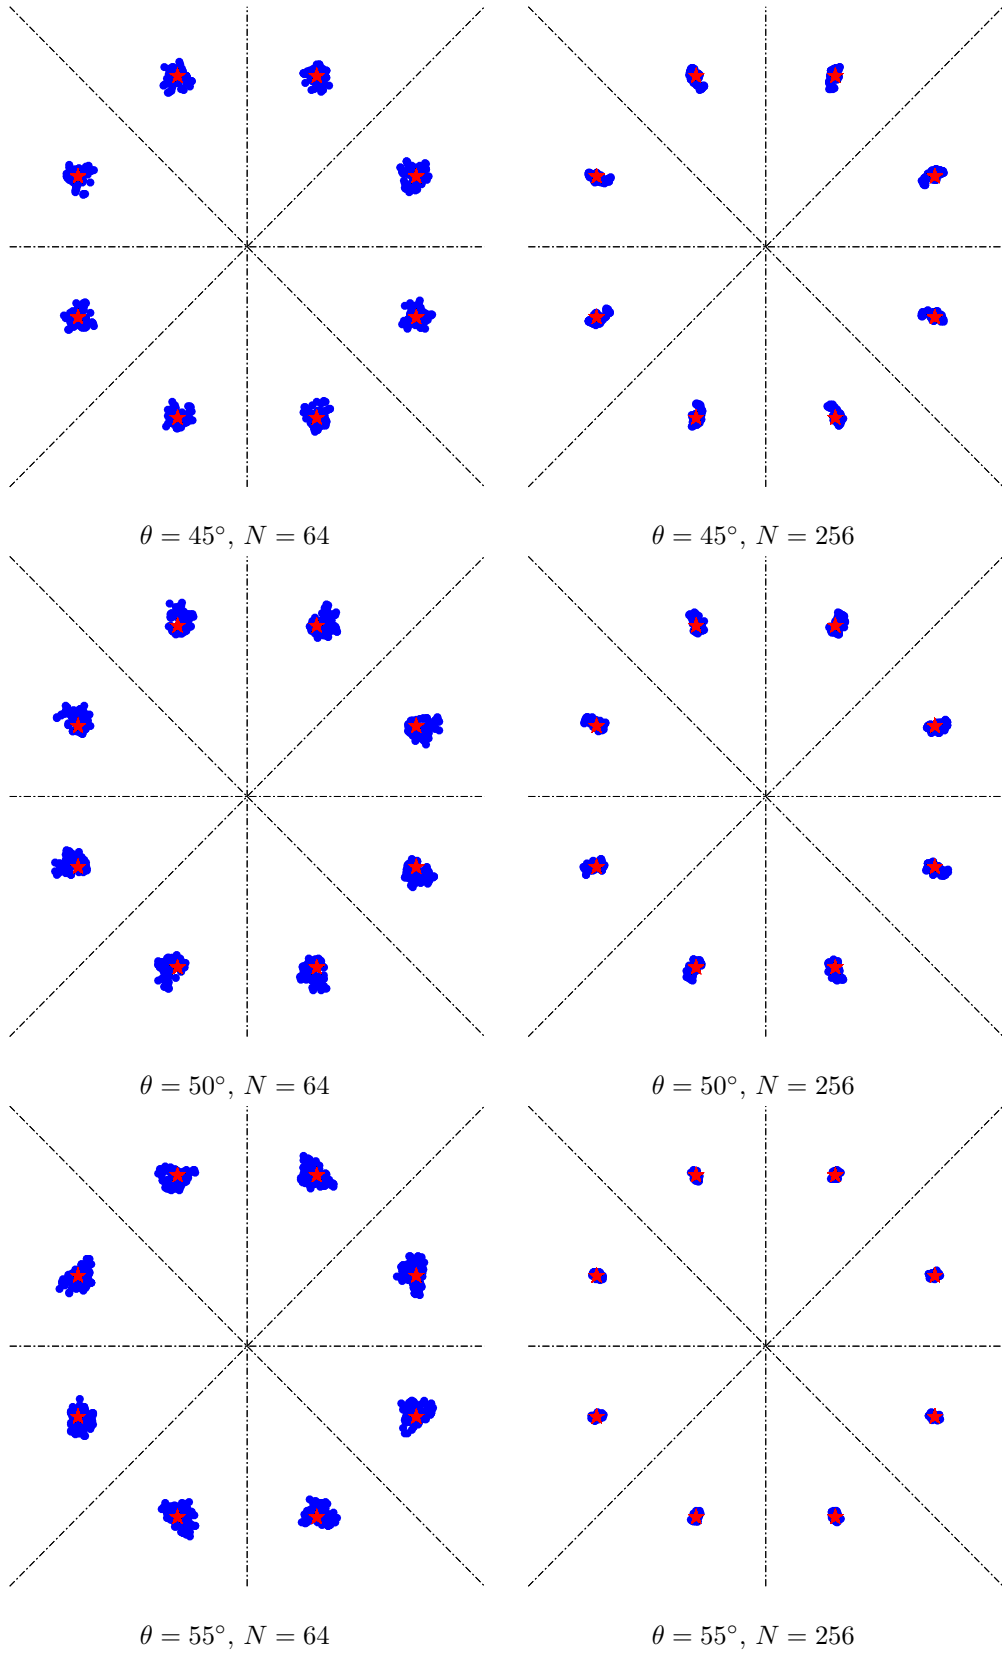 θ = 45°, N = 64
θ = 45°, N = 256
θ = 50°, N = 64
θ = 50°, N = 256
θ = 55°, N = 64
θ = 55°, N = 256